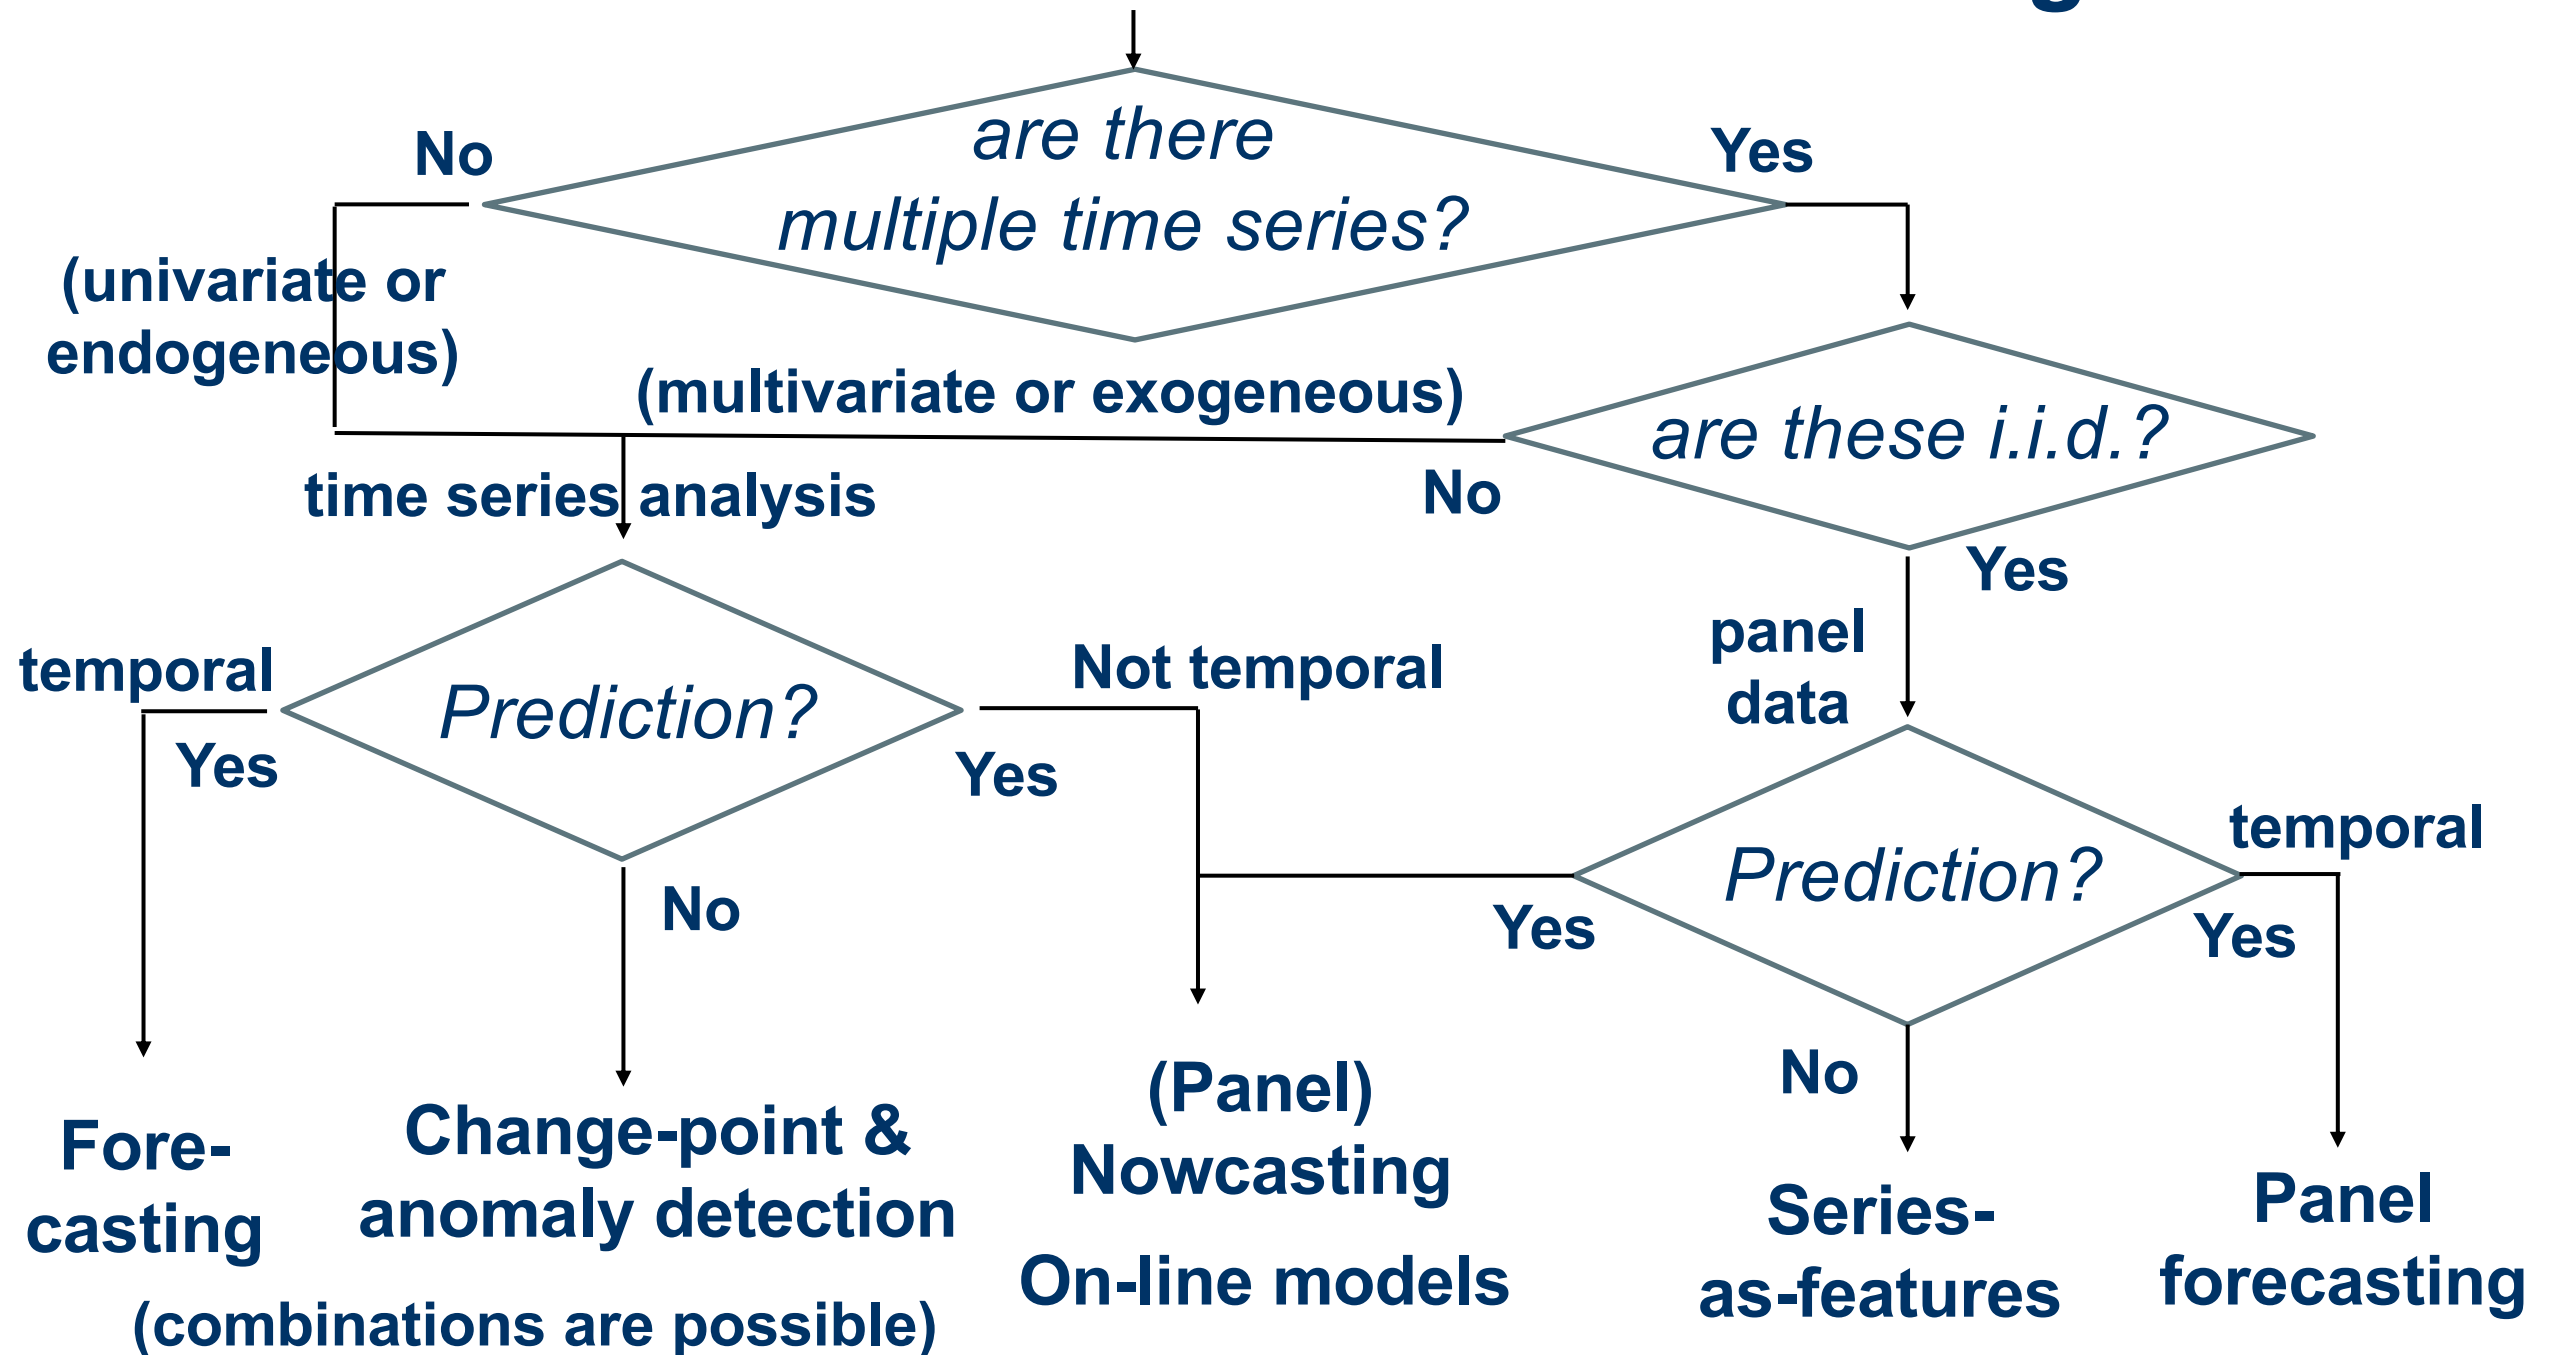 are there
multiple time series?
No
Yes
(univariate or
endogeneous)
(multivariate or exogeneous)
are these i.i.d.?
No
Yes
time series analysis
panel
data
temporal
Prediction?
Not temporal
Yes
Yes
No
temporal
Prediction?
Yes
Yes
No
Fore-
casting
Change-point &
anomaly detection
(combinations are possible)
(Panel)
Nowcasting
On-line models
Series-
as-features
Panel
forecasting